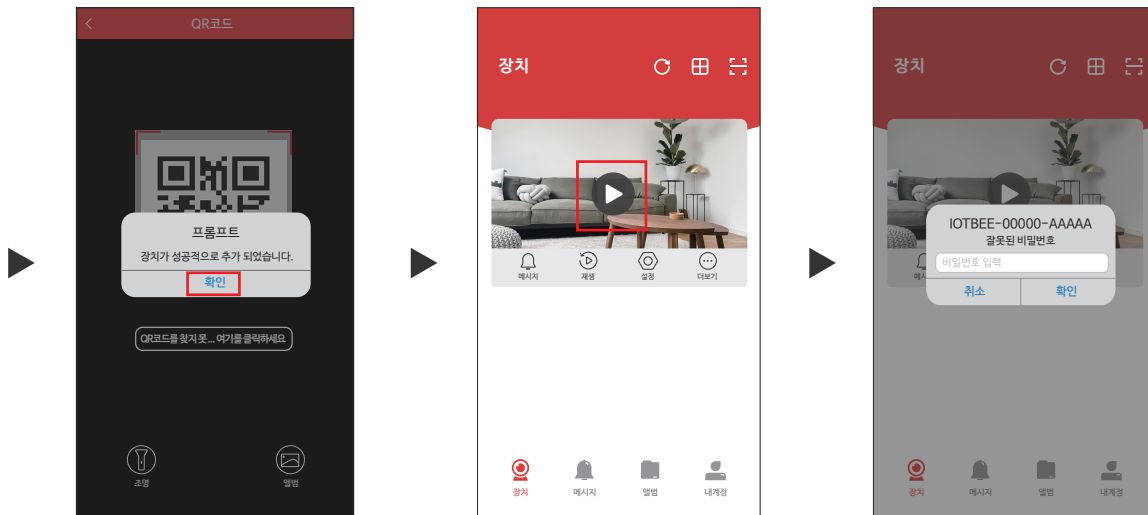 QR코드
프롬프트
장치가 성공적으로 추가 되었습니다.
확인
QR코드를 찾지 못 ... 여기를 클릭하세요
조명
앨범
장치
메시지
재생
설정
더보기
장치
메시지
앨범
내계정
장치
IOTBEE-00000-AAAAA
잘못된 비밀번호
비밀번호 입력
취소
확인
장치
메시지
앨범
내계정